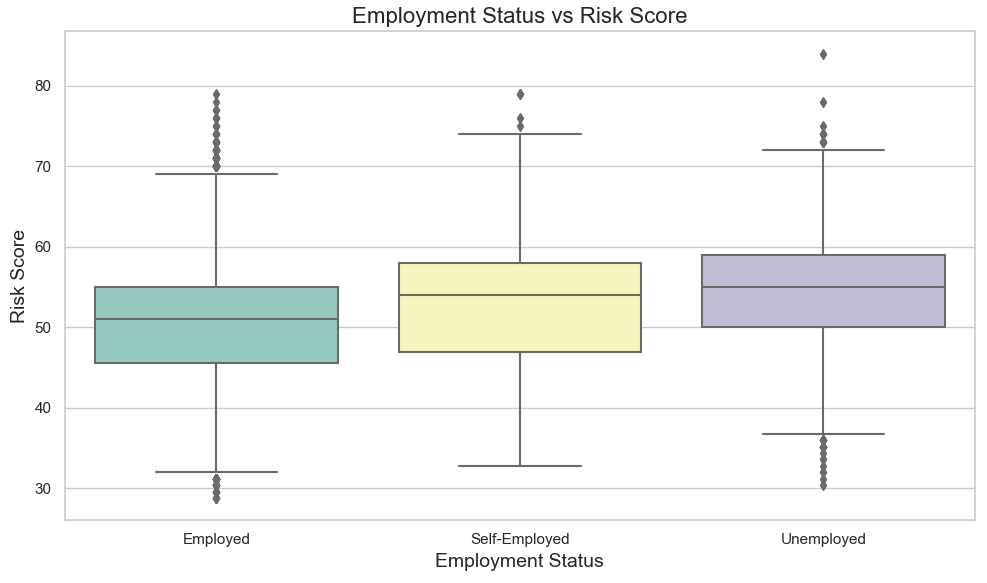 Employment Status vs Risk Score
Risk Score
80
70
60
50
40
30
Employed Self-Employed Unemployed
Employment Status